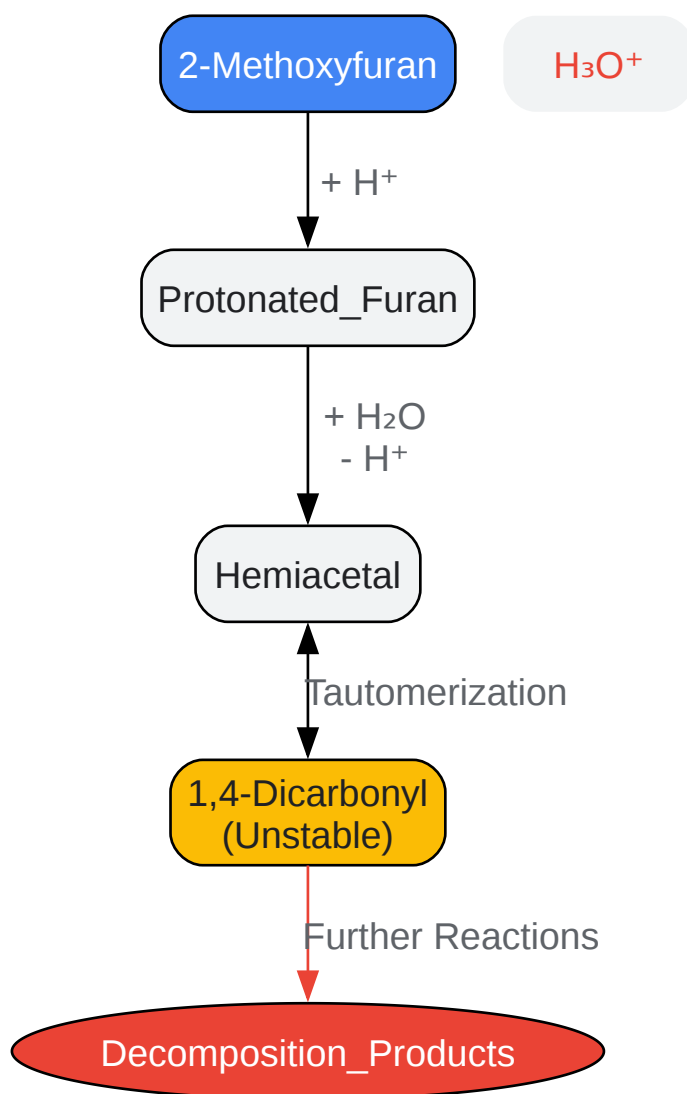 2-Methoxyfuran
H₃O⁺
+ H⁺
Protonated_Furan
+ H₂O
- H⁺
Hemiacetal
Tautomerization
1,4-Dicarbonyl
(Unstable)
Further Reactions
Decomposition_Products